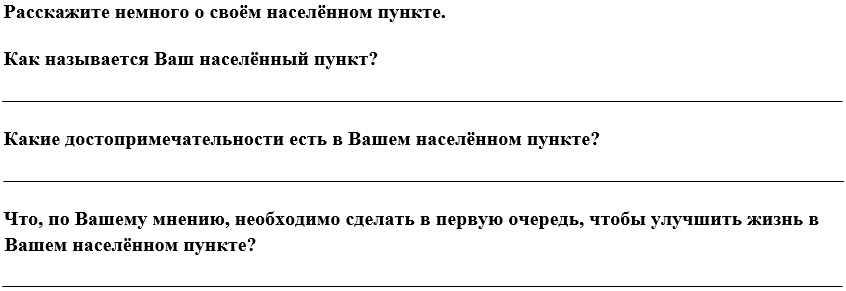 Расскажите немного о своём населённом пункте.
Как называется Ваш населённый пункт?
Какие достопримечательности есть в Вашем населённом пункте?
Что, по Вашему мнению, необходимо сделать в первую очередь, чтобы улучшить жизнь в
Вашем населённом пункте?